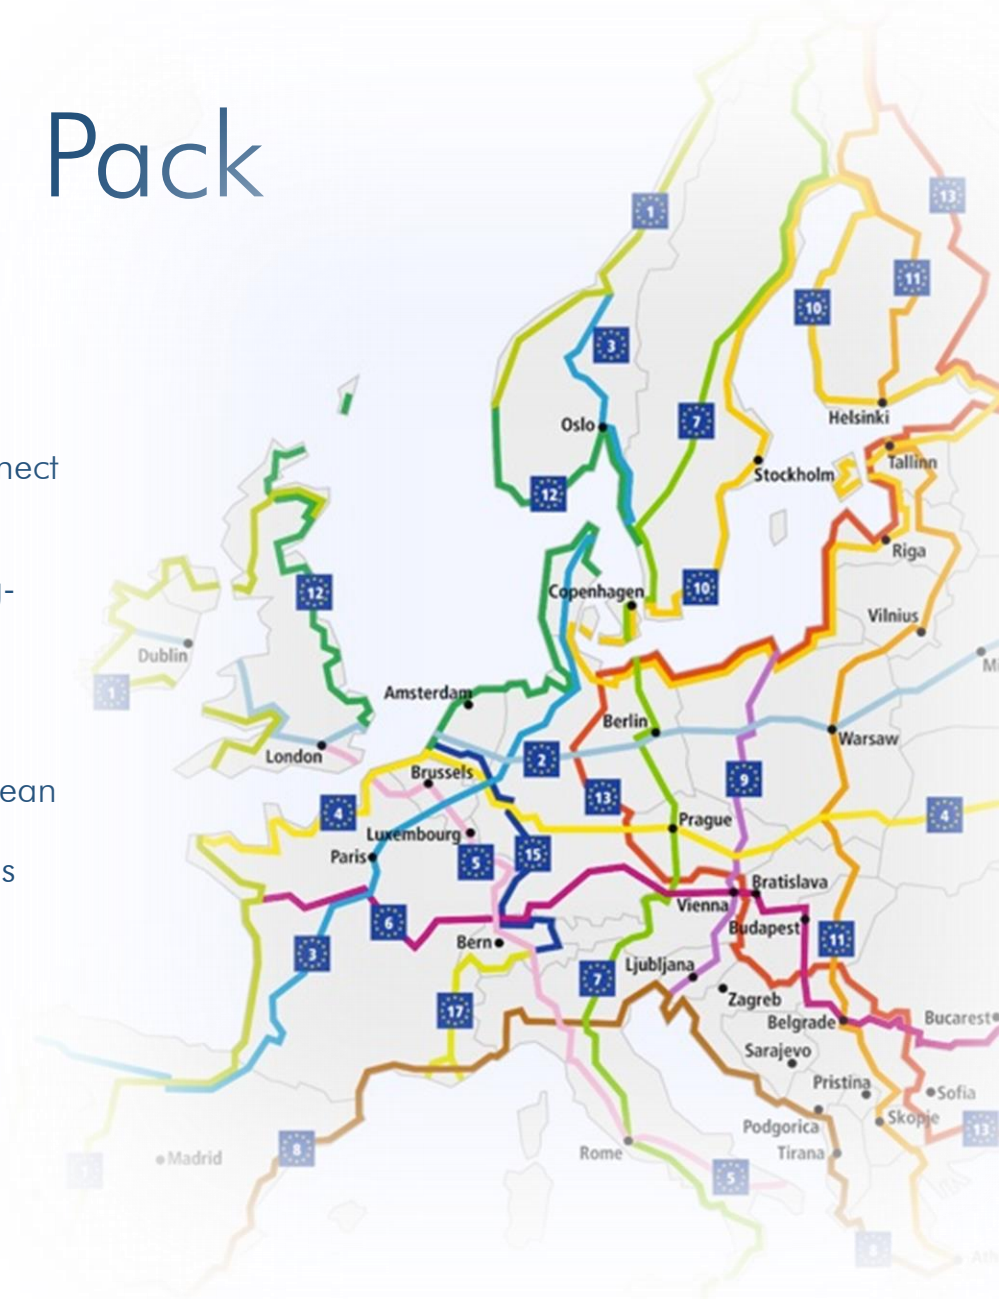 Pack
1
13
11
10
3
7
Helsinki
Oslo
Tallinn
Stockholm
nnect
12
Riga
10
12
Copenhagen
Vilnius
Dublin
1
Amsterdam
Berlin
Warsaw
London
2
Brussels
9
13
ean
4
4
Prague
Luxembourg
15
Paris
5
s
Bratislava
Vienna
6
Budapest
11
Bern
3
Ljubljana
7
Zagreb
17
Bucarest
Belgrade
Sarajevo
Pristina
Sofia
Skopje
Podgorica
13
8
Rome
Tirana
Madrid
5
8